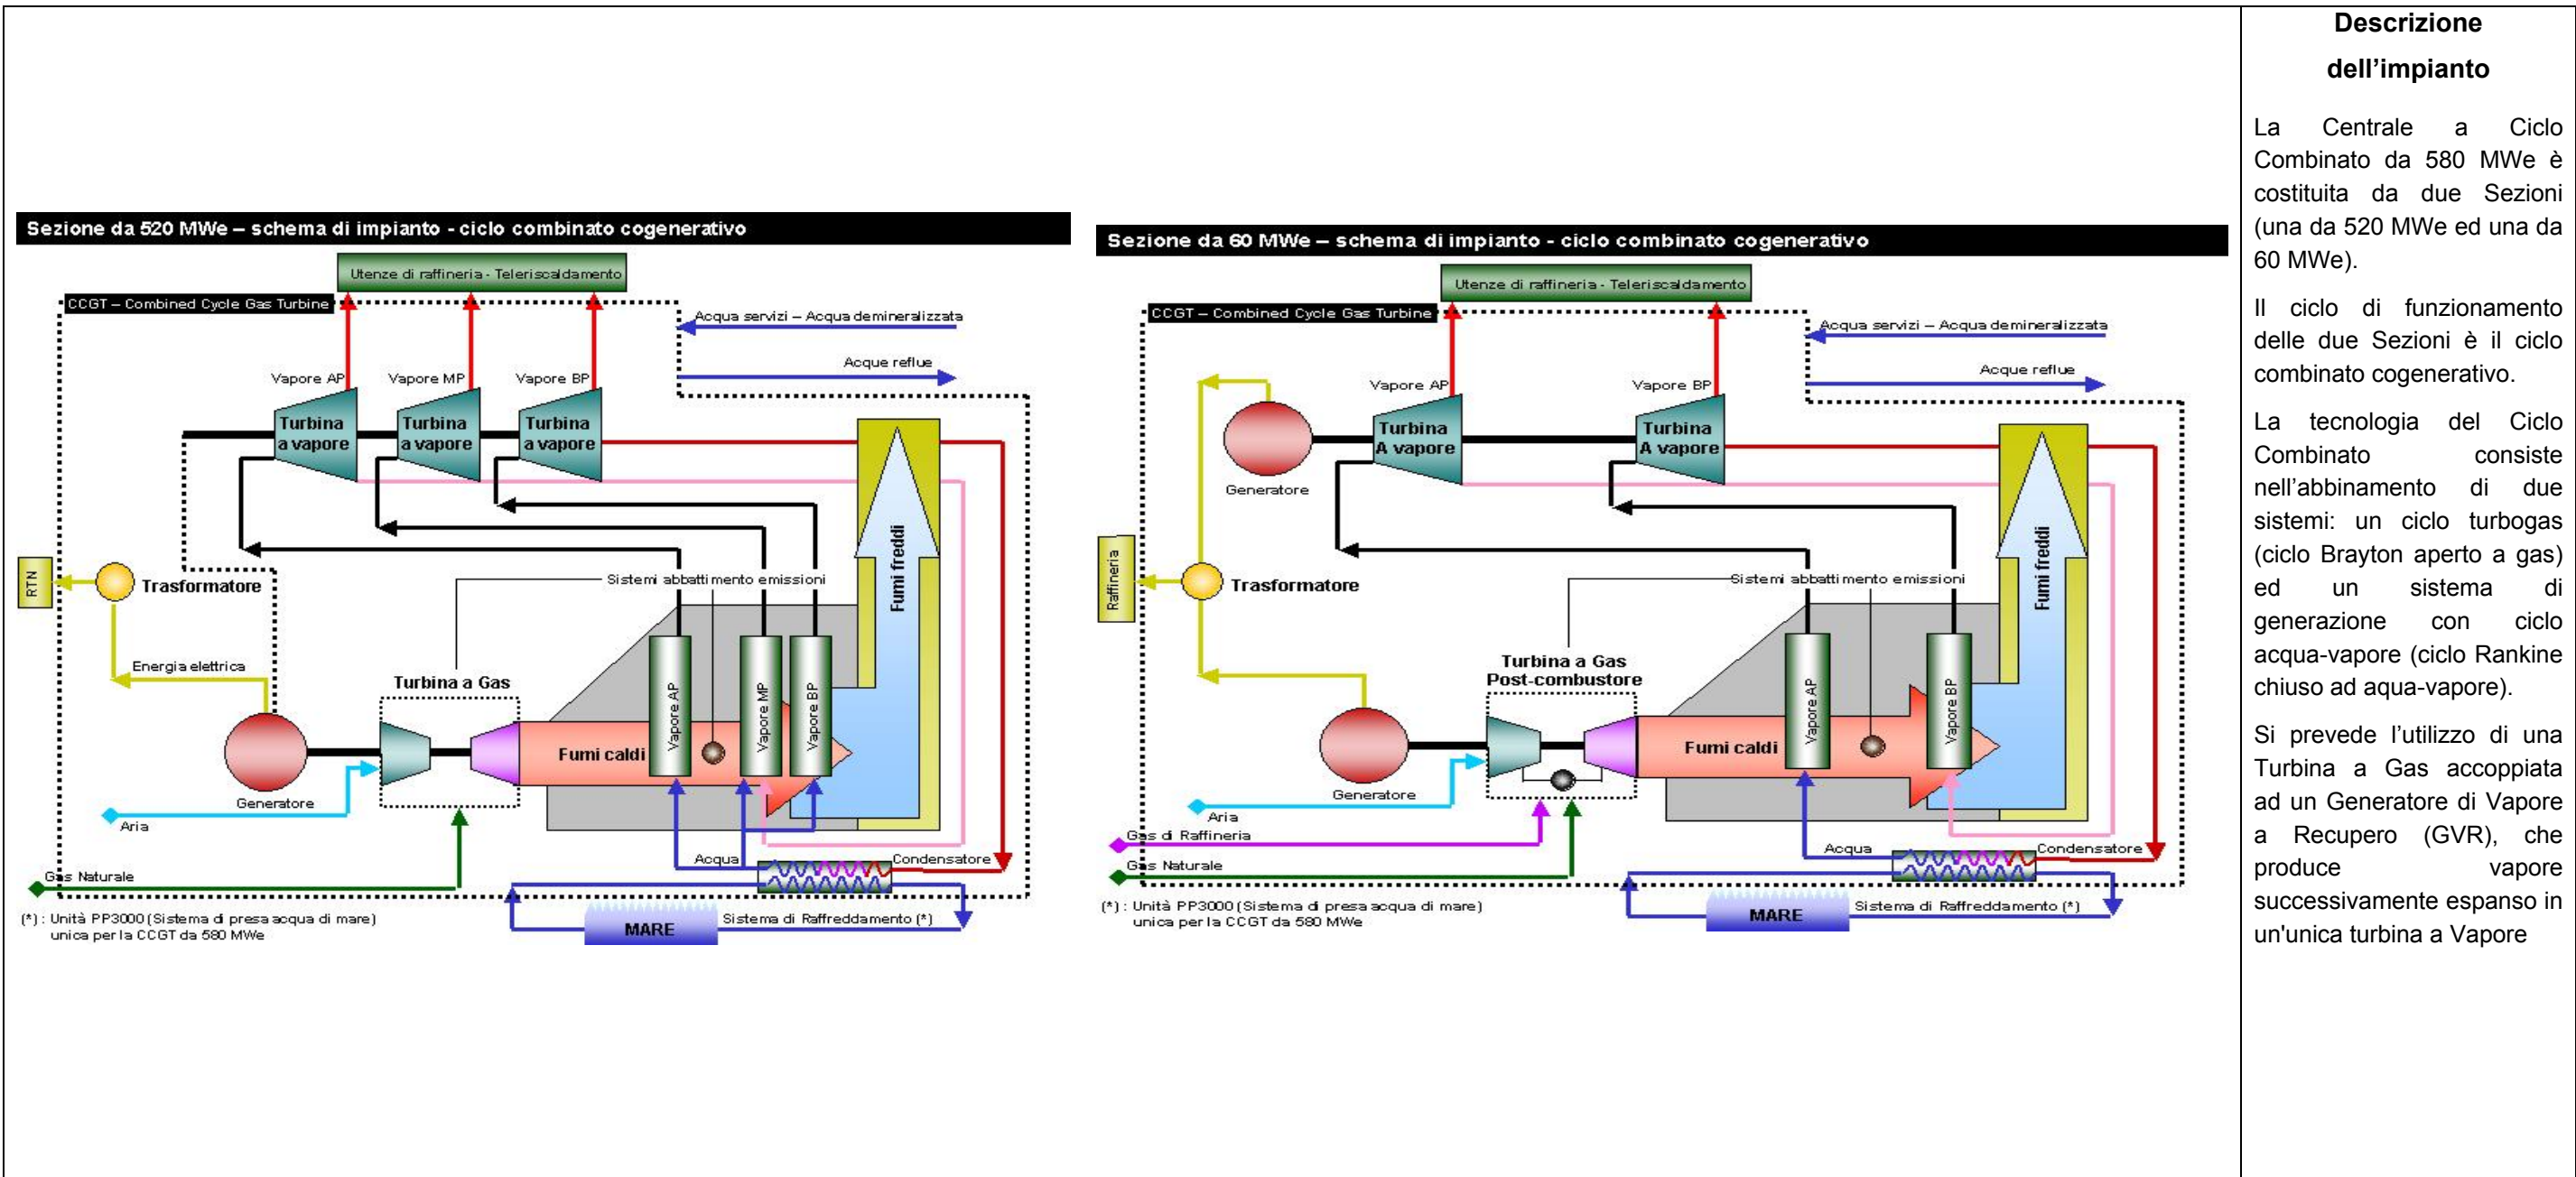 Sezione da 520 MWe – schema di impianto - ciclo combinato cogenerativo
Utenze di raffineria - Teleriscaldamento
CCGT – Combined Cycle Gas Turbine
Acqua servizi – Acqua demineralizzata
Acque reflue
Vapore AP
Vapore MP
Vapore BP
Turbina
a vapore
Turbina
a vapore
Turbina
a vapore
Fumi freddi
RTN
Trasformatore
Sistemi abbattimento emissioni
Energia elettrica
Turbina a Gas
Vapore AP
Vapore MP
Vapore BP
Fumi caldi
Generatore
Aria
Acqua
Condensatore
Gas Naturale
(*) : Unità PP3000 (Sistema di presa acqua di mare)
unica per la CCGT da 580 MWe
Sistema di Raffreddamento (*)
MARE
Sezione da 60 MWe – schema di impianto - ciclo combinato cogenerativo
Utenze di raffineria - Teleriscaldamento
CCGT – Combined Cycle Gas Turbine
Acqua servizi – Acqua demineralizzata
Acque reflue
Vapore AP
Vapore BP
Turbina
A vapore
Turbina
A vapore
Generatore
Fumi freddi
Raffineria
Trasformatore
Sistemi abbattimento emissioni
Turbina a Gas
Post-combustore
Vapore AP
Vapore BP
Fumi caldi
Generatore
Aria
Gas di Raffineria
Acqua
Condensatore
Gas Naturale
(*) : Unità PP3000 (Sistema di presa acqua di mare)
unica per la CCGT da 580 MWe
Sistema di Raffreddamento (*)
MARE
Descrizione
dell’impianto
La Centrale a Ciclo
Combinato da 580 MWe è
costituita da due Sezioni
(una da 520 MWe ed una da
60 MWe).
Il ciclo di funzionamento
delle due Sezioni è il ciclo
combinato cogenerativo.
La tecnologia del Ciclo
Combinato consiste
nell’abbinamento di due
sistemi: un ciclo turbogas
(ciclo Brayton aperto a gas)
ed un sistema di
generazione con ciclo
acqua-vapore (ciclo Rankine
chiuso ad aqua-vapore).
Si prevede l’utilizzo di una
Turbina a Gas accoppiata
ad un Generatore di Vapore
a Recupero (GVR), che
produce vapore
successivamente espanso in
un'unica turbina a Vapore